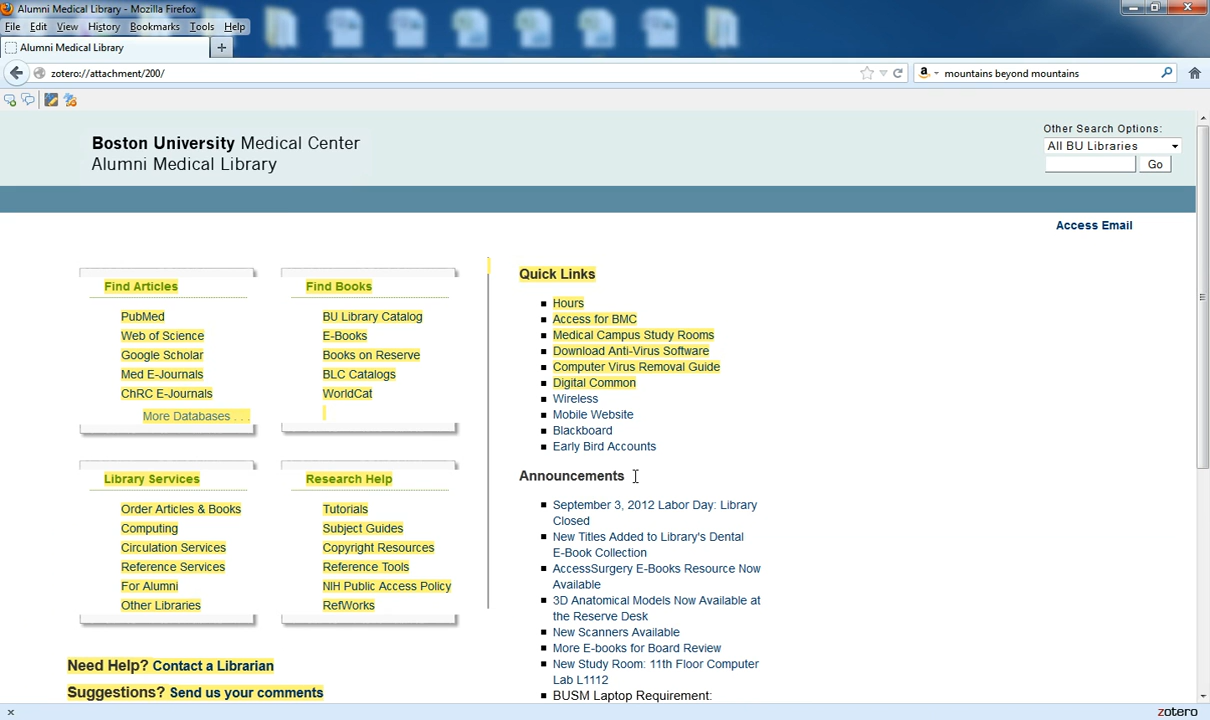 Alumni Medical Library - Mozilla Firefox
File Edit View History Bookmarks Tools Help
Alumni Medical Library
zotero://attachment/200/
mountains beyond mountains
Boston University Medical Center
Alumni Medical Library
Other Search Options:
All BU Libraries
Go
Access Email
Find Articles
PubMed
Web of Science
Google Scholar
Med E-Journals
ChRC E-Journals
More Databases . . .
Find Books
BU Library Catalog
E-Books
Books on Reserve
BLC Catalogs
WorldCat
Library Services
Order Articles & Books
Computing
Circulation Services
Reference Services
For Alumni
Other Libraries
Research Help
Tutorials
Subject Guides
Copyright Resources
Reference Tools
NIH Public Access Policy
RefWorks
Need Help? Contact a Librarian
Suggestions? Send us your comments
Quick Links
Hours
Access for BMC
Medical Campus Study Rooms
Download Anti-Virus Software
Computer Virus Removal Guide
Digital Common
Wireless
Mobile Website
Blackboard
Early Bird Accounts
Announcements
September 3, 2012 Labor Day: Library
Closed
New Titles Added to Library's Dental
E-Book Collection
AccessSurgery E-Books Resource Now
Available
3D Anatomical Models Now Available at
the Reserve Desk
New Scanners Available
More E-books for Board Review
New Study Room: 11th Floor Computer
Lab L1112
BUSM Laptop Requirement:
zotero